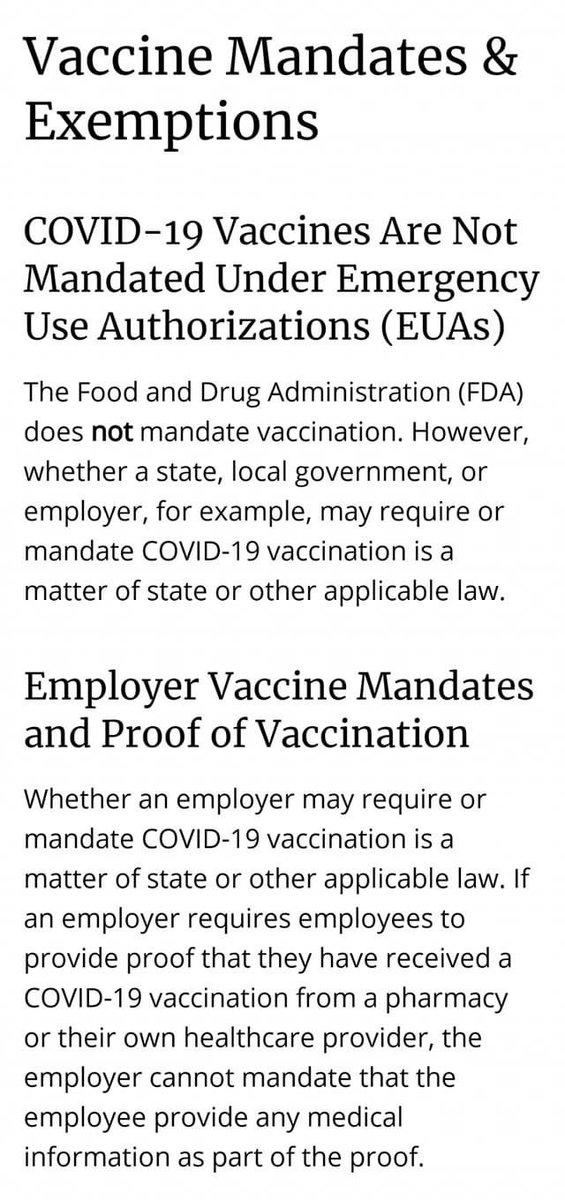 Vaccine Mandates &
Exemptions
COVID-19 Vaccines Are Not
Mandated Under Emergency
Use Authorizations (EUAs)
The Food and Drug Administration (FDA)
does not mandate vaccination. However,
whether a state, local government, or
employer, for example, may require or
mandate COVID-19 vaccination is a
matter of state or other applicable law.
Employer Vaccine Mandates
and Proof of Vaccination
Whether an employer may require or
mandate COVID-19 vaccination is a
matter of state or other applicable law. If
an employer requires employees to
provide proof that they have received a
COVID-19 vaccination from a pharmacy
or their own healthcare provider, the
employer cannot mandate that the
employee provide any medical
information as part of the proof.